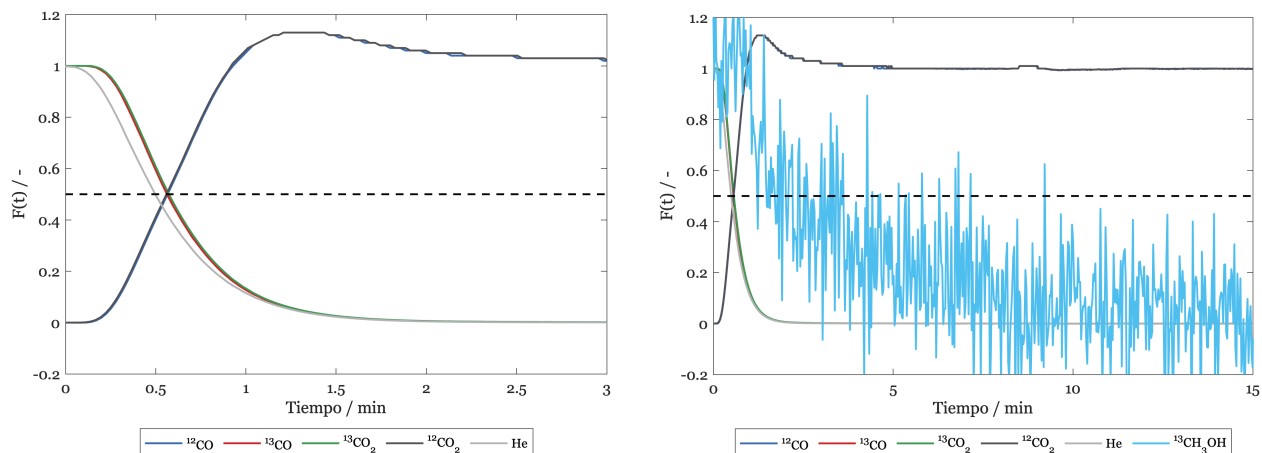 1.2
1
0.8
0.6
0.4
0.2
0
-0.2
F(t) / -
0 0.5 1 1.5 2 2.5 3
Tiempo / min
¹²CO ¹³CO ¹³CO₂ ¹²CO₂ He
1.2
1
0.8
0.6
0.4
0.2
0
-0.2
F(t) / -
0 5 10 15
Tiempo / min
¹²CO ¹³CO ¹³CO₂ ¹²CO₂ He ¹³CH₃OH